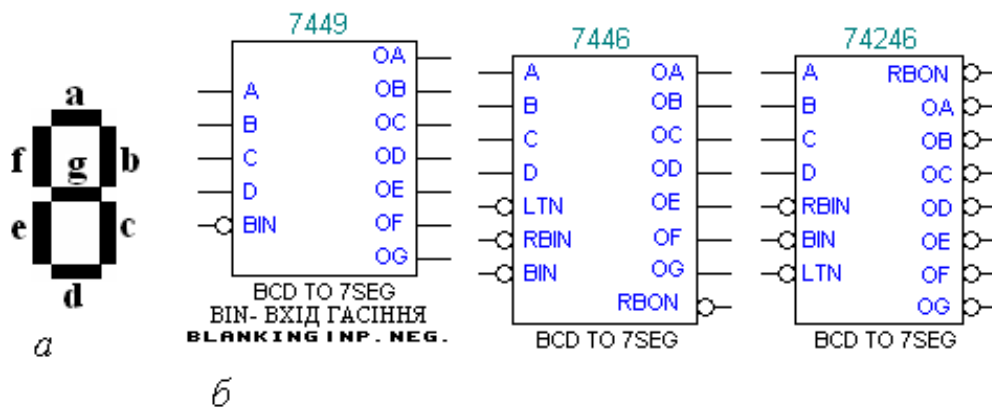 7449
7446
74246
a
f
g
b
e
c
d
A
B
C
D
BIN
OA
OB
OC
OD
OE
OF
OG
BCD TO 7SEG
BIN- ВХІД ГАСІННЯ
BLANKING INP. NEG.
A
B
C
D
LTN
RBIN
BIN
OA
OB
OC
OD
OE
OF
OG
RBON
BCD TO 7SEG
A
B
C
D
RBIN
BIN
LTN
RBON
OA
OB
OC
OD
OE
OF
OG
BCD TO 7SEG
а
б